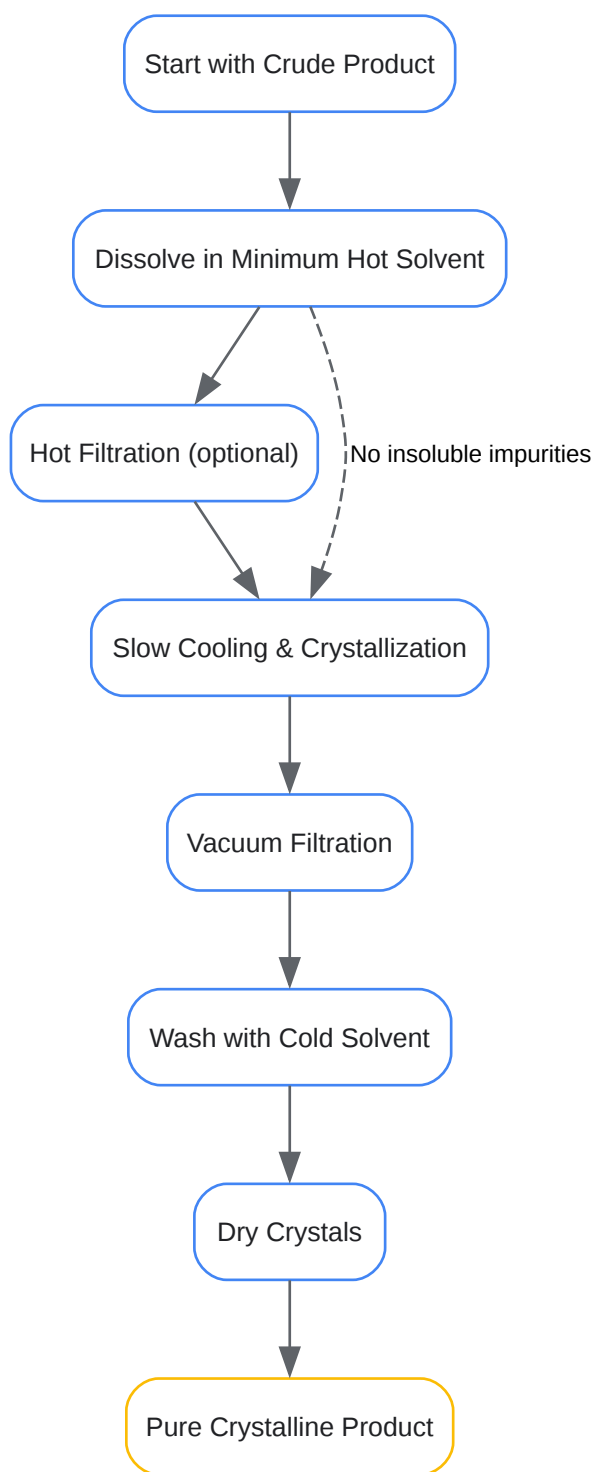 Start with Crude Product
Dissolve in Minimum Hot Solvent
Hot Filtration (optional)
No insoluble impurities
Slow Cooling & Crystallization
Vacuum Filtration
Wash with Cold Solvent
Dry Crystals
Pure Crystalline Product